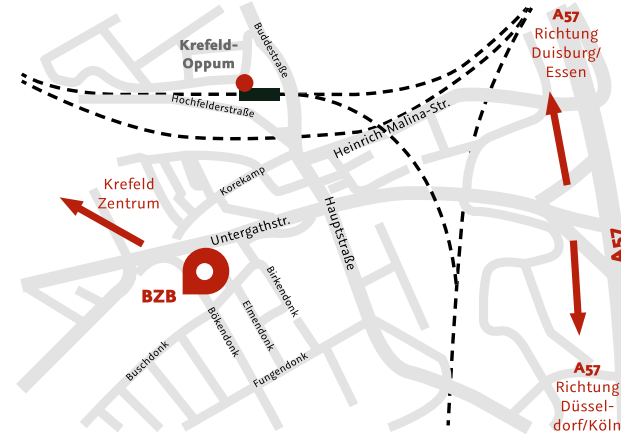 A57
Richtung
Duisburg/
Essen
Krefeld-
Oppum
Buddestraße
Hochfelderstraße
Heinrich-Malina-Str.
Korekamp
Krefeld
Zentrum
Untergathstr.
Hauptstraße
A57
BZB
Birkendonk
Elmendonk
Bökendonk
Buschdonk
Fungendonk
A57
Richtung
Düssel-
dorf/Köln